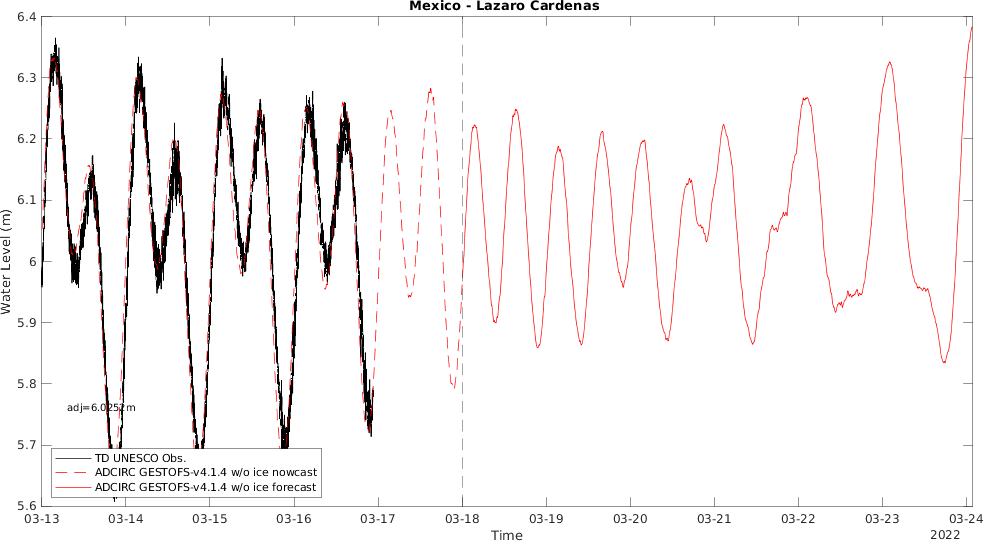 Mexico - Lazaro Cardenas
6.4
6.3
6.2
6.1
6
5.9
5.8
5.7
5.6
Water Level (m)
adj=6.0252m
TD UNESCO Obs.
ADCIRC GESTOFS-v4.1.4 w/o ice nowcast
ADCIRC GESTOFS-v4.1.4 w/o ice forecast
03-13 03-14 03-15 03-16 03-17 03-18 03-19 03-20 03-21 03-22 03-23 03-24
Time
2022